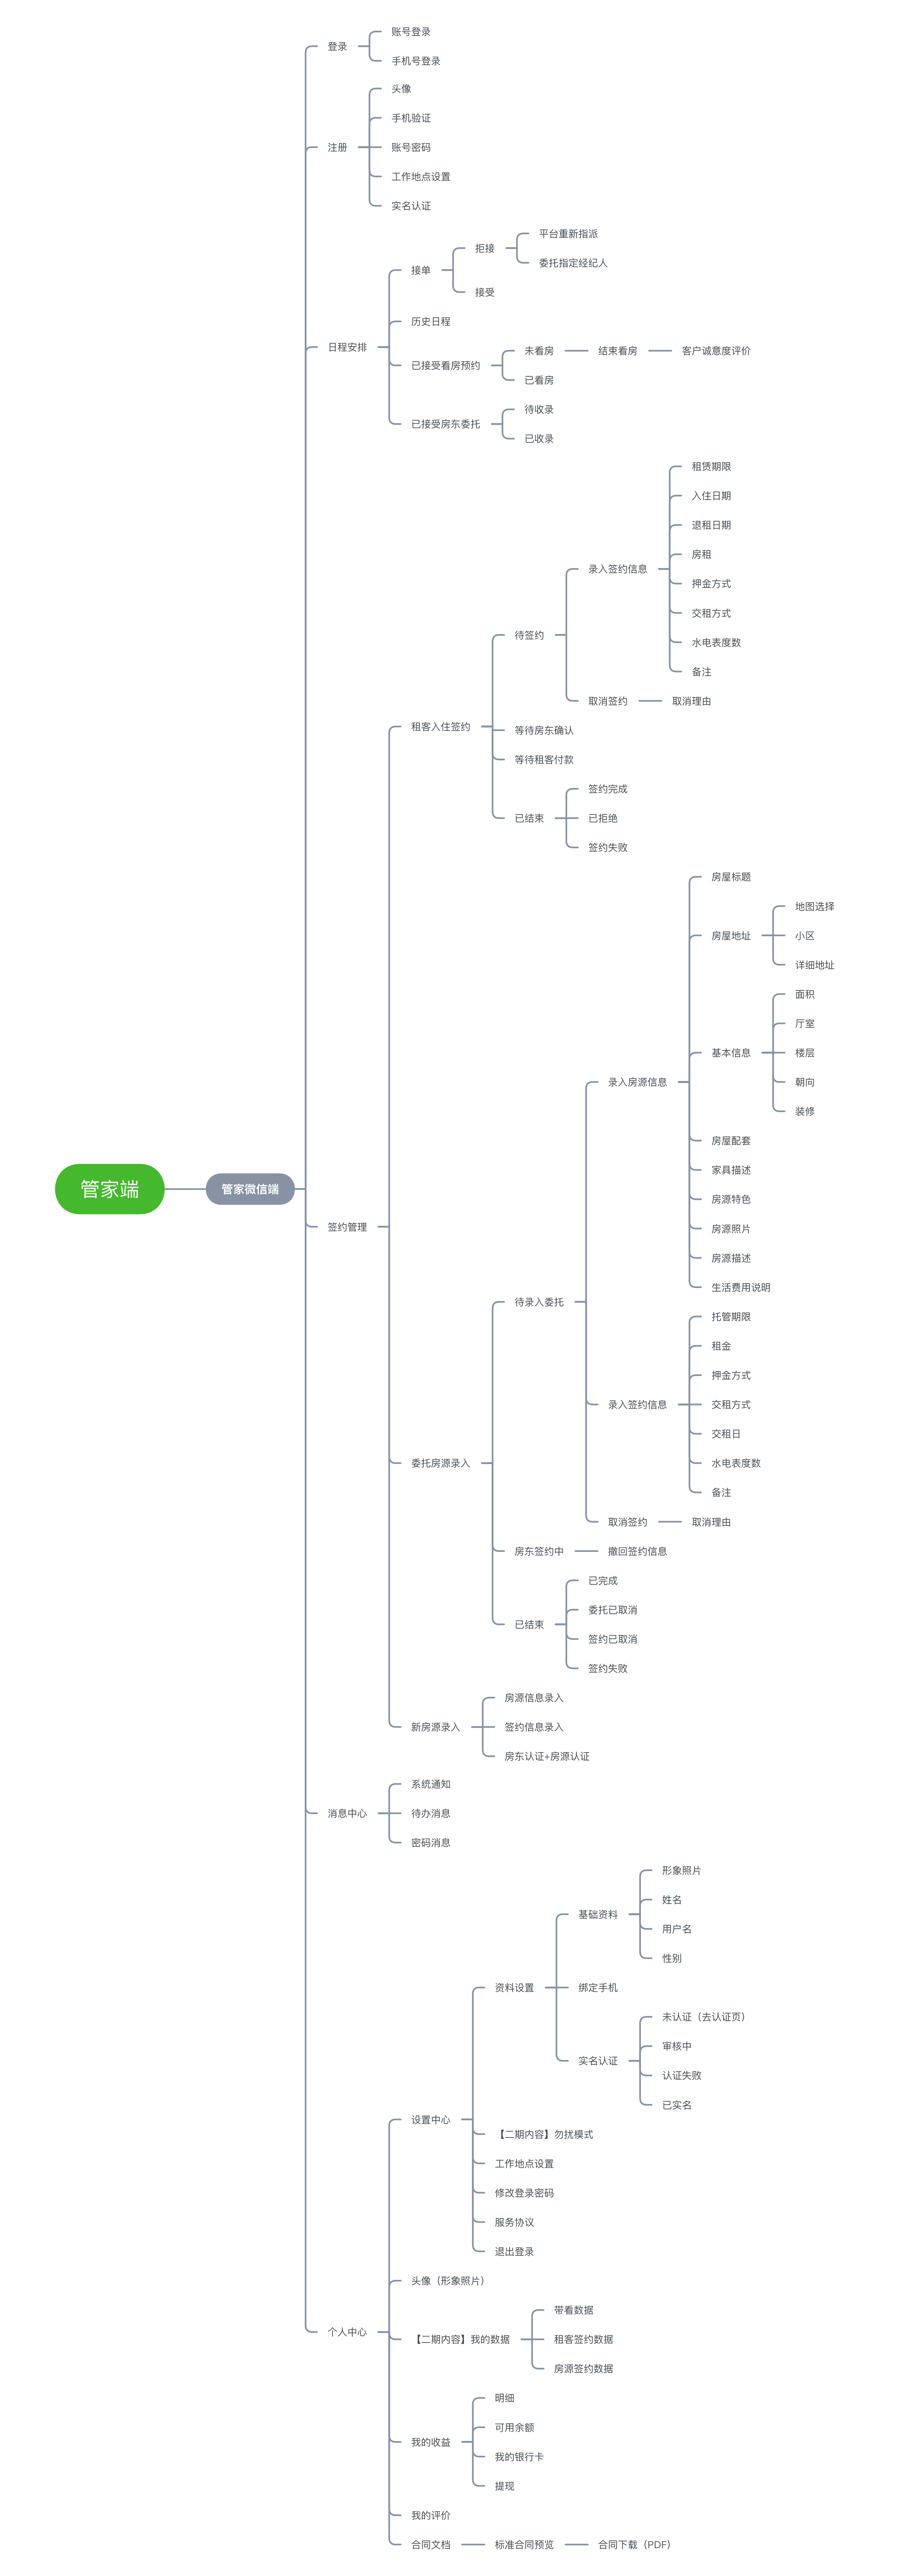 管家端
管家微信端
登录
账号登录
手机号登录
注册
头像
手机验证
账号密码
工作地点设置
实名认证
日程安排
接单
拒接
平台重新指派
委托指定经纪人
接受
历史日程
已接受看房预约
未看房
结束看房
客户诚意度评价
已看房
已接受房东委托
待收录
已收录
签约管理
租客入住签约
待签约
录入签约信息
租赁期限
入住日期
退租日期
房租
押金方式
交租方式
水电表度数
备注
取消签约
取消理由
等待房东确认
等待租客付款
已结束
签约完成
已拒绝
签约失败
委托房源录入
待录入委托
录入房源信息
房屋标题
房屋地址
地图选择
小区
详细地址
基本信息
面积
厅室
楼层
朝向
装修
房屋配套
家具描述
房源特色
房源照片
房源描述
生活费用说明
录入签约信息
托管期限
租金
押金方式
交租方式
交租日
水电表度数
备注
取消签约
取消理由
房东签约中
撤回签约信息
已结束
已完成
委托已取消
签约已取消
签约失败
新房源录入
房源信息录入
签约信息录入
房东认证+房源认证
消息中心
系统通知
待办消息
密码消息
个人中心
设置中心
资料设置
基础资料
形象照片
姓名
用户名
性别
绑定手机
实名认证
未认证（去认证页）
审核中
认证失败
已实名
【二期内容】勿扰模式
工作地点设置
修改登录密码
服务协议
退出登录
头像（形象照片）
【二期内容】我的数据
带看数据
租客签约数据
房源签约数据
我的收益
明细
可用余额
我的银行卡
提现
我的评价
合同文档
标准合同预览
合同下载（PDF）